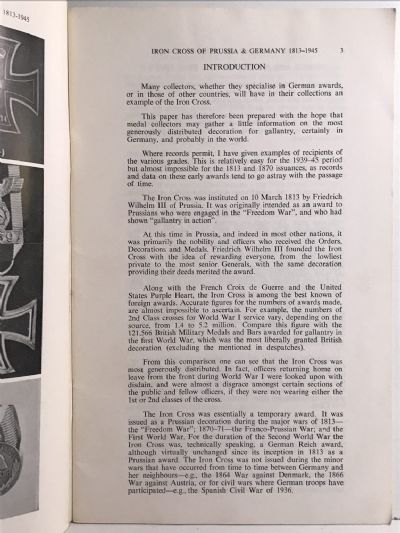 1813-1945
IRON CROSS OF PRUSSIA & GERMANY 1813–1945 3
INTRODUCTION
Many collectors, whether they specialise in German awards,
or in those of other countries, will have in their collections an
example of the Iron Cross.
This paper has therefore been prepared with the hope that
medal collectors may gather a little information on the most
generously distributed decoration for gallantry, certainly in
Germany, and probably in the world.
Where records permit, I have given examples of recipients of
the various grades. This is relatively easy for the 1939–45 period
but almost impossible for the 1813 and 1870 issuances, as records
and data on these early awards tend to go astray with the passage
of time.
The Iron Cross was instituted on 10 March 1813 by Friedrich
Wilhelm III of Prussia. It was originally intended as an award to
Prussians who were engaged in the "Freedom War", and who had
shown "gallantry in action".
At this time in Prussia, and indeed in most other nations, it
was primarily the nobility and officers who received the Orders,
Decorations and Medals. Friedrich Wilhelm III founded the Iron
Cross with the idea of rewarding everyone, from the lowliest
private to the most senior Generals, with the same decoration
providing their deeds merited the award.
Along with the French Croix de Guerre and the United
States Purple Heart, the Iron Cross is among the best known of
foreign awards. Accurate figures for the numbers of awards made,
are almost impossible to ascertain. For example, the numbers of
2nd Class crosses for World War I service vary, depending on the
source, from 1.4 to 5.2 million. Compare this figure with the
121,566 British Military Medals and Bars awarded for gallantry in
the first World War, which was the most liberally granted British
decoration (excluding the mentioned in despatches).
From this comparison one can see that the Iron Cross was
most generously distributed. In fact, officers returning home on
leave from the front during World War I were looked upon with
disdain, and were almost a disgrace amongst certain sections of
the public and fellow officers, if they were not wearing either the
1st or 2nd classes of the cross.
The Iron Cross was essentially a temporary award. It was
issued as a Prussian decoration during the major wars of 1813—
the "Freedom War"; 1870–71—the Franco-Prussian War; and the
First World War. For the duration of the Second World War the
Iron Cross was, technically speaking, a German Reich award,
although virtually unchanged since its inception in 1813 as a
Prussian award. The Iron Cross was not issued during the minor
wars that have occurred from time to time between Germany and
her neighbours—e.g., the 1864 War against Denmark, the 1866
War against Austria, or for civil wars where German troops have
participated—e.g., the Spanish Civil War of 1936.